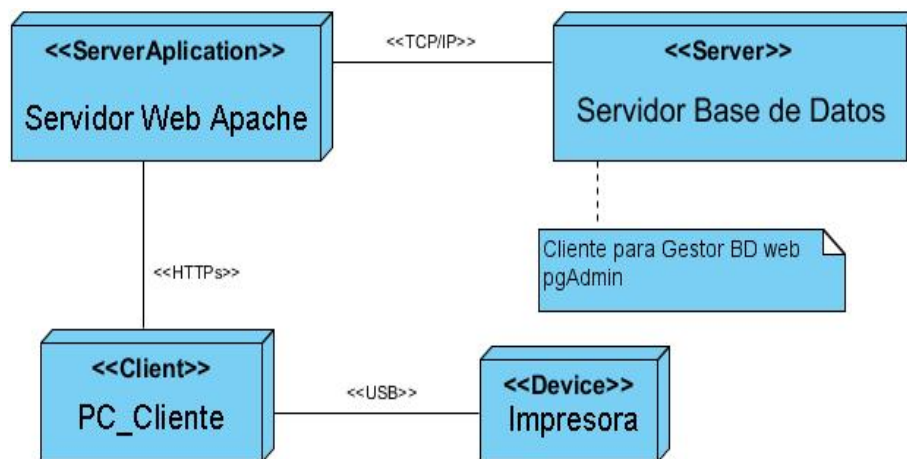 <<ServerAplication>>
Servidor Web Apache
<<TCP/IP>>
<<Server>>
Servidor Base de Datos
Cliente para Gestor BD web
pgAdmin
<<HTTPs>>
<<Client>>
PC_Cliente
<<USB>>
<<Device>>
Impresora